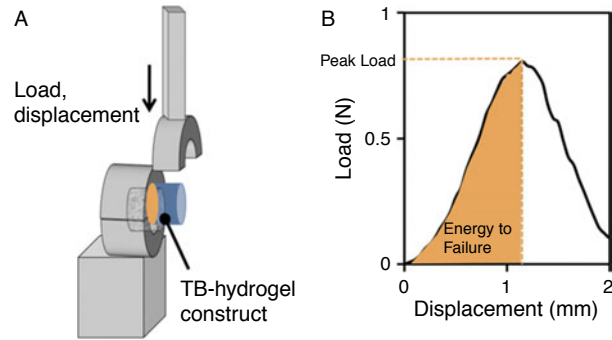 A
Load,
displacement
TB-hydrogel
construct
B
1
Peak Load
0.5
Load (N)
Energy to
Failure
0
0
1
2
Displacement (mm)